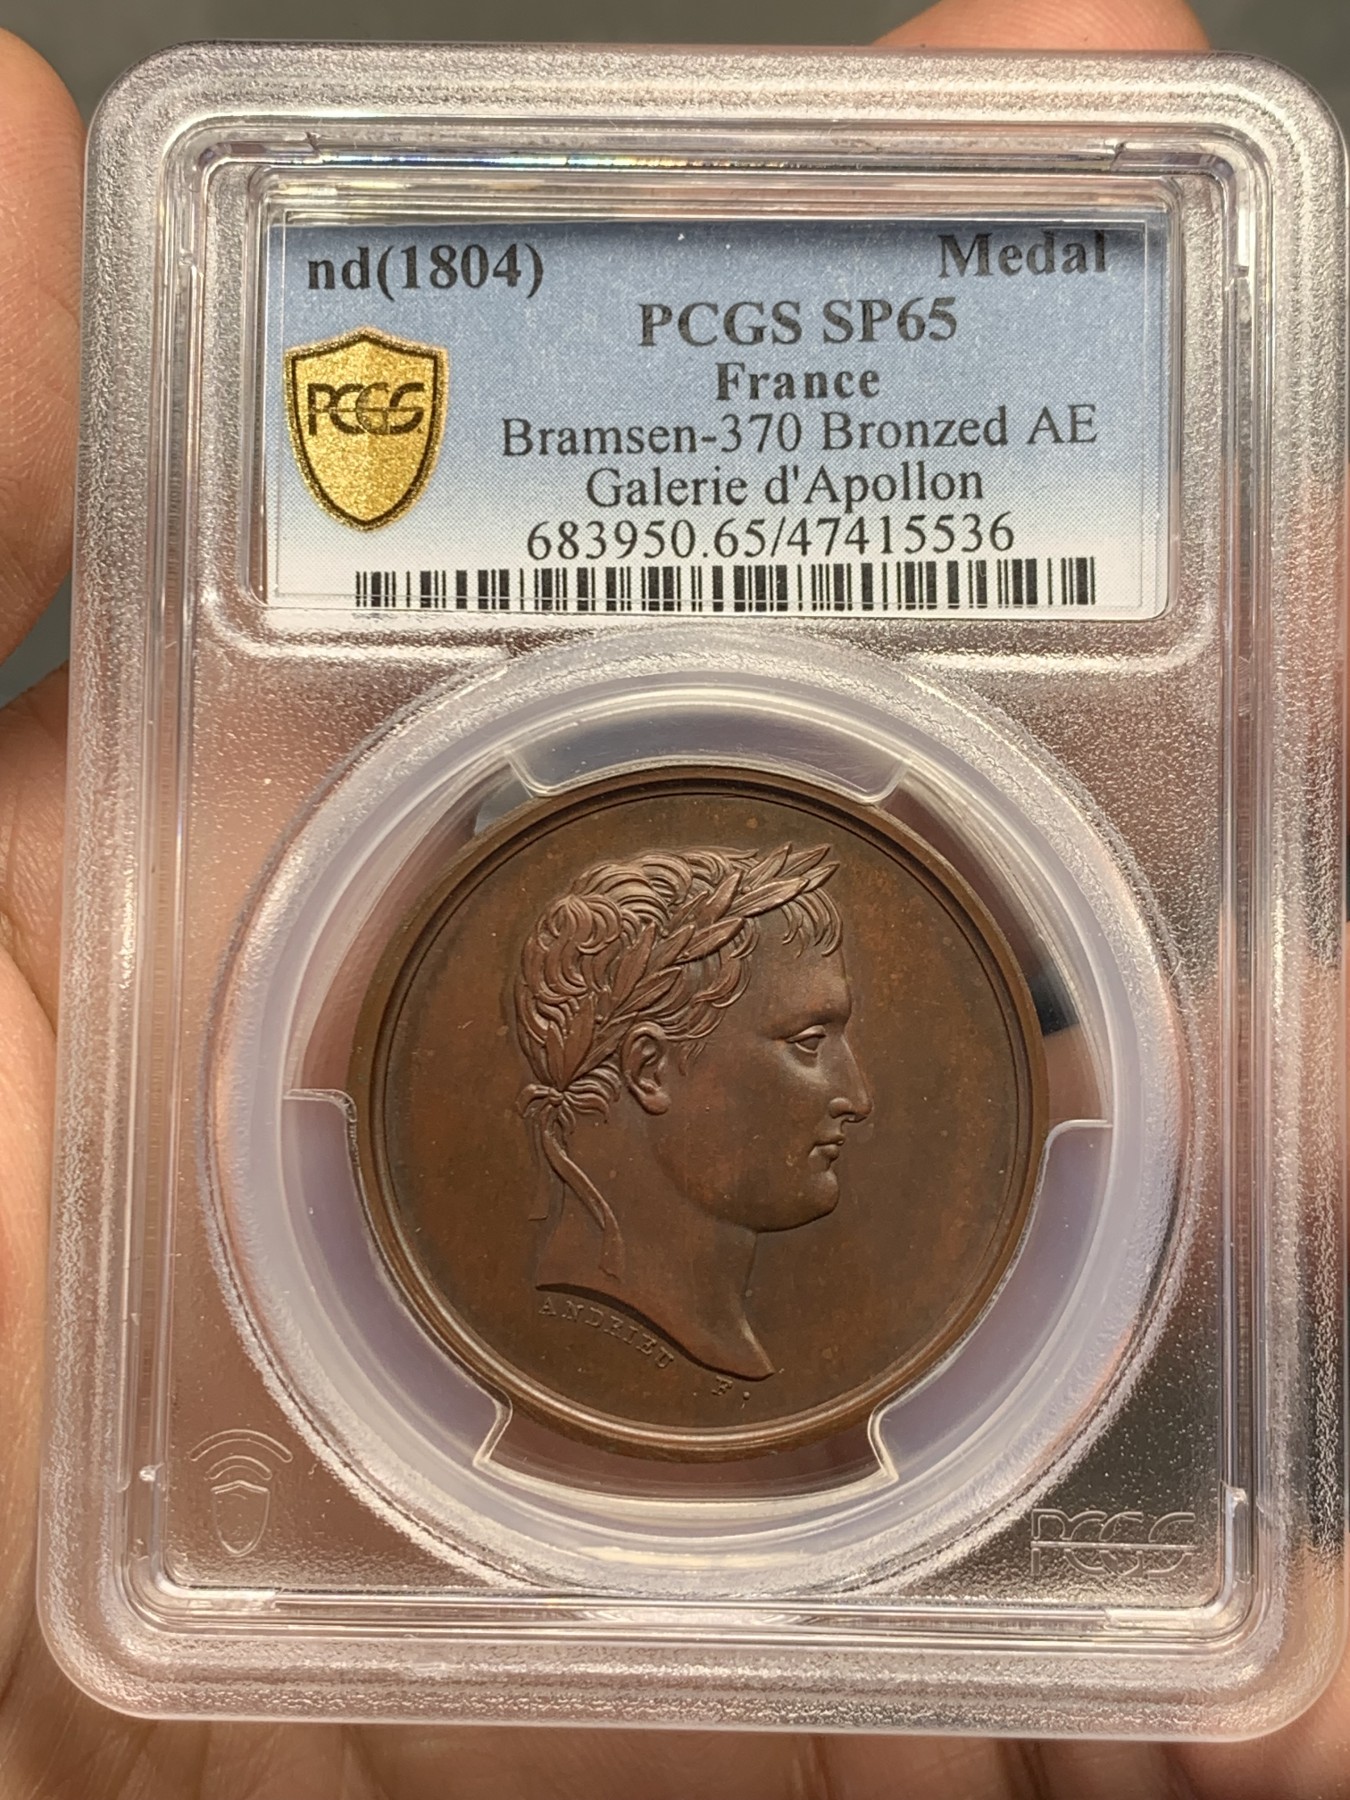 nd(1804) Medal
PCGS SP65
France
PCGS
Bramsen-370 Bronzed AE
Galerie d'Apollon
683950.65/47415536
ANDRIEU F.
PCGS